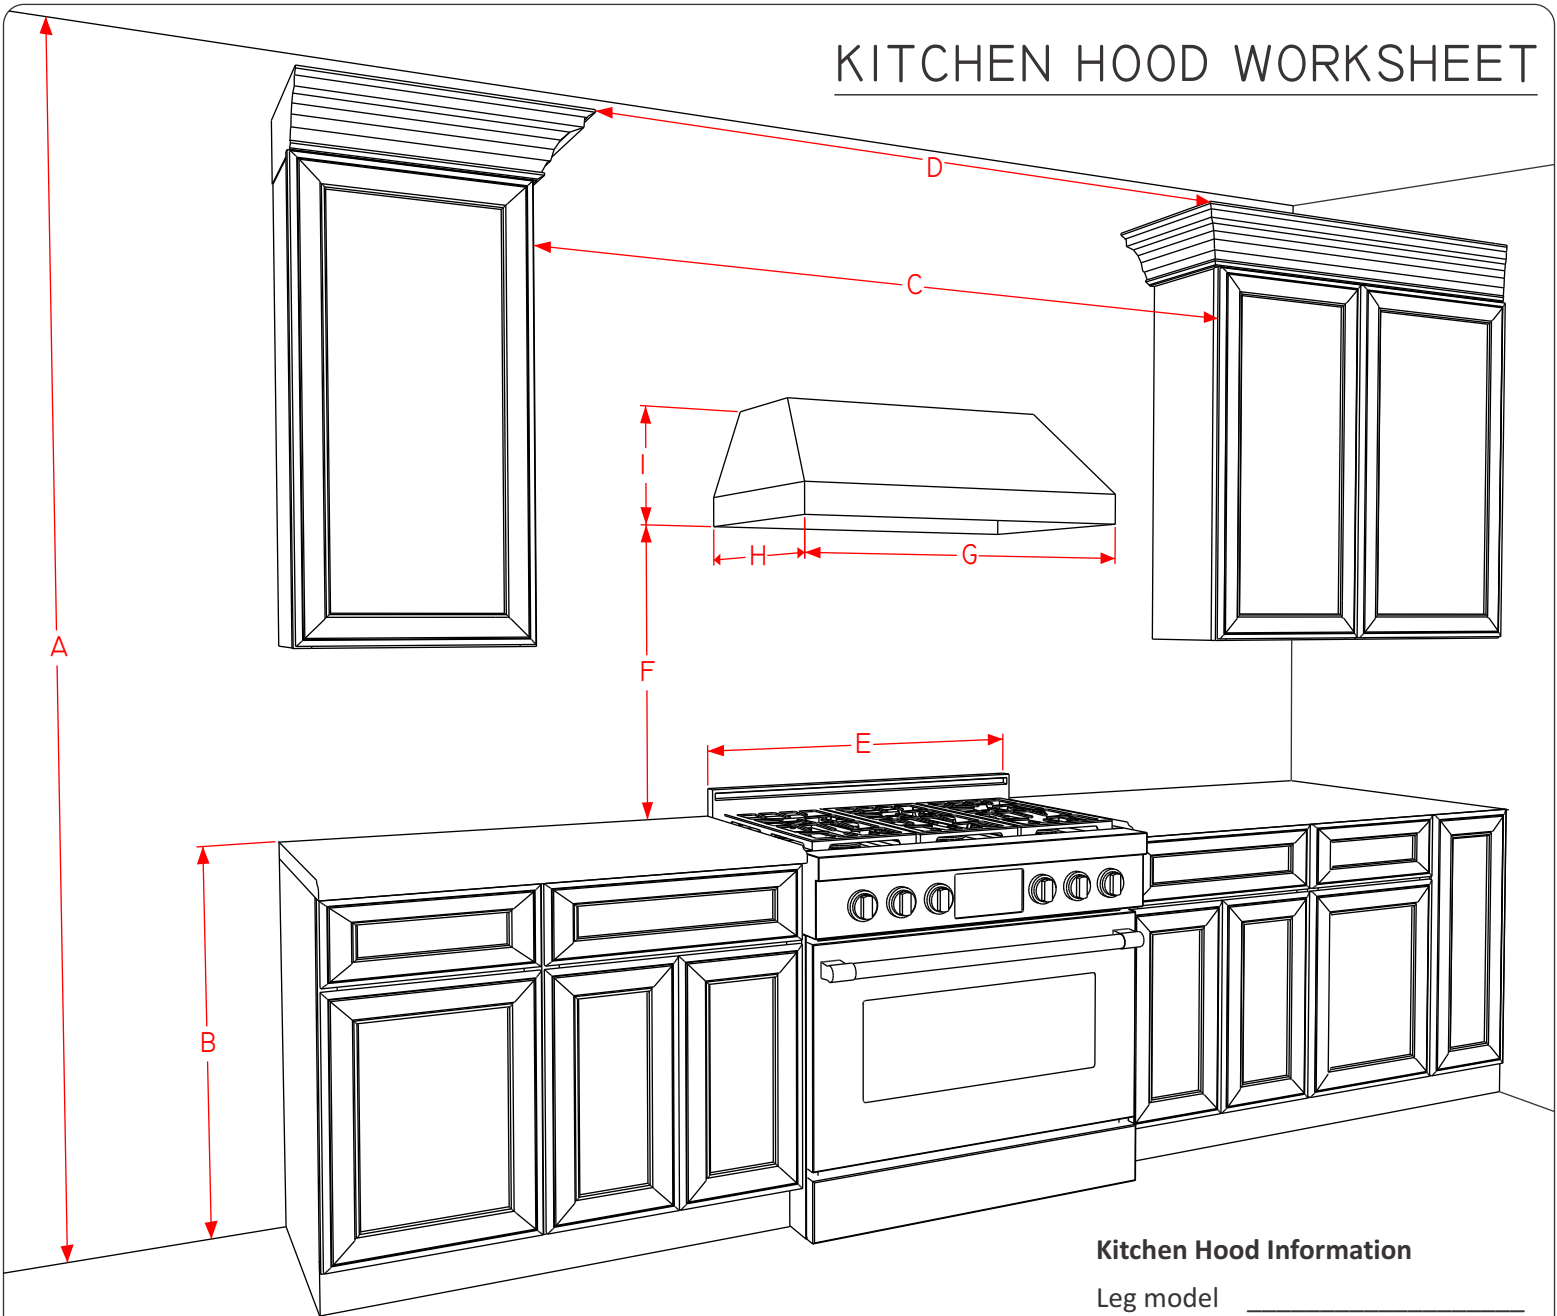 KITCHEN HOOD WORKSHEET
D
C
I
H G
A
F
E
B
Kitchen Hood Information
Leg model